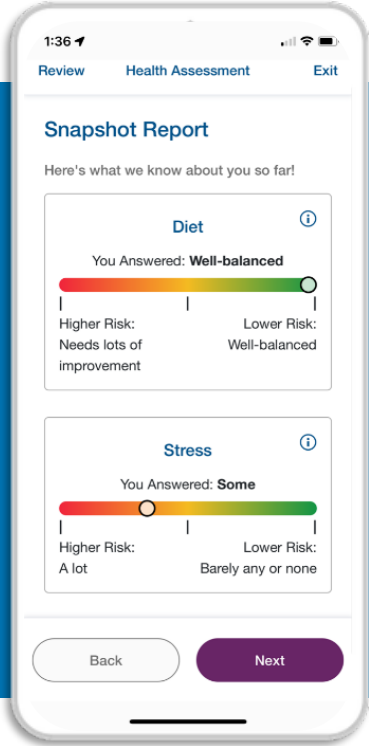 1:36
Review Health Assessment Exit
Snapshot Report
Here's what we know about you so far!
Diet
You Answered: Well-balanced
Higher Risk: Lower Risk:
Needs lots of Well-balanced
improvement
Stress
You Answered: Some
Higher Risk: Lower Risk:
A lot Barely any or none
Back Next